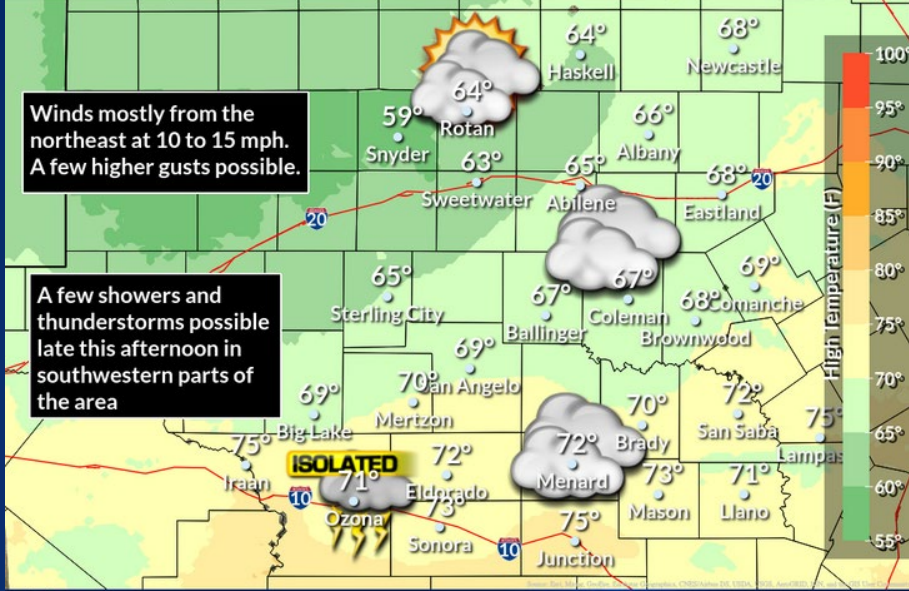 64°
Haskell
68°
Newcastle
100°
95°
90°
85°
80°
75°
70°
65°
60°
55°
High Temperature (F)
Winds mostly from the
northeast at 10 to 15 mph.
A few higher gusts possible.
64°
Rotan
59°
Snyder
66°
Albany
63°
Sweetwater
65°
Abilene
68°
Eastland
20
20
A few showers and
thunderstorms possible
late this afternoon in
southwestern parts of
the area
65°
Sterling City
67°
Ballinger
67°
Coleman
68°
Brownwood
69°
Comanche
69°
San Angelo
70°
Mertzon
69°
Big Lake
70°
Brady
72°
San Saba
75°
Lampas
75°
Iraan
ISOLATED
71°
Ozona
72°
Eldorado
72°
Menard
73°
Mason
71°
Llano
10
73°
Sonora
10
75°
Junction